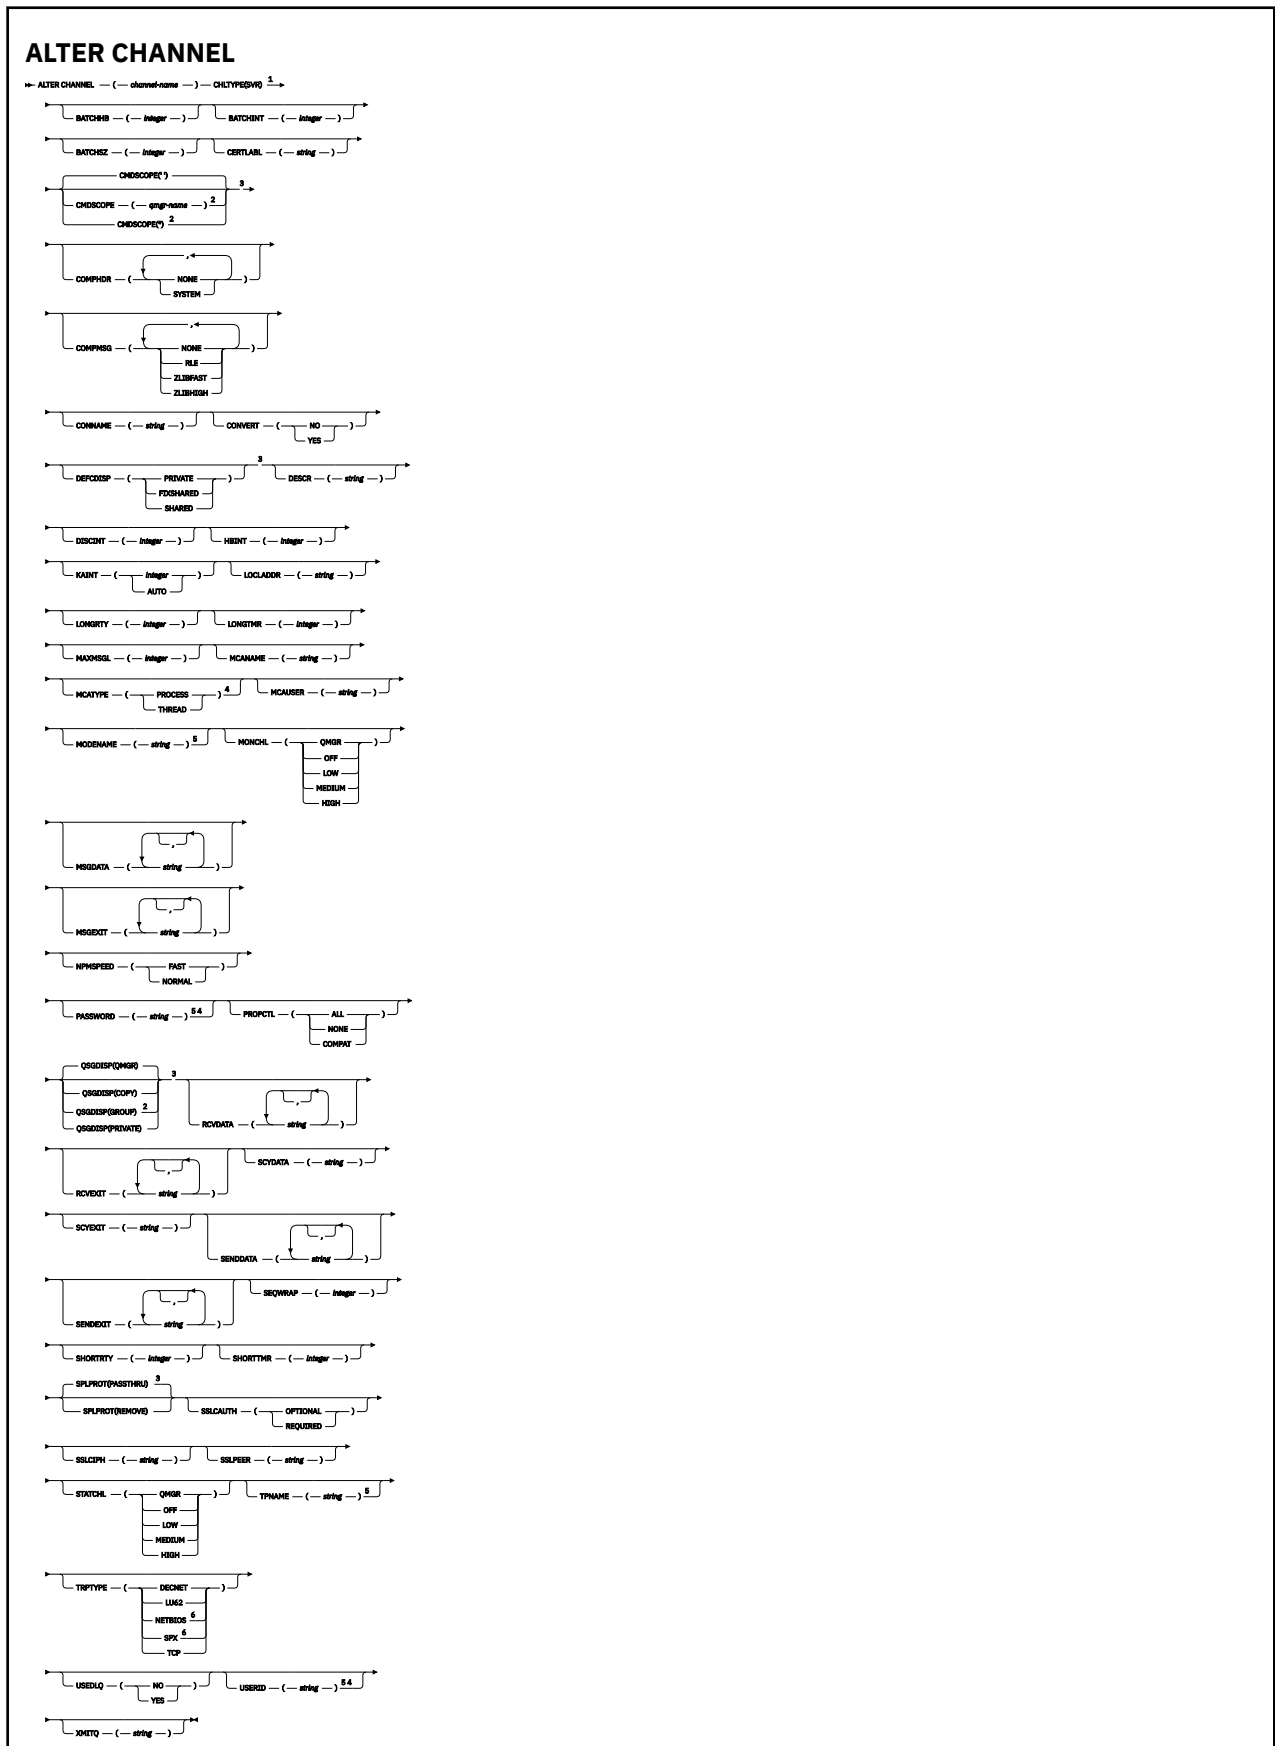 ALTER CHANNEL
ALTER CHANNEL ( channel-name ) CHLTYPE(SVR) 1
BATCHHB ( integer ) BATCHINT ( integer )
BATCHSZ ( integer ) CERTLABL ( string )
CMDSCOPE(' ')
3
CMDSCOPE ( qmgr-name ) 2
CMDSCOPE(*) 2
,
COMPHDR ( NONE )
SYSTEM
,
COMPMSG ( NONE )
RLE
ZLIBFAST
ZLIBHIGH
CONNAME ( string ) CONVERT ( NO )
YES
3
DEFCDISP ( PRIVATE ) DESCR ( string )
FIXSHARED
SHARED
DISCINT ( integer ) HBINT ( integer )
KAINT ( integer ) LOCLADDR ( string )
AUTO
LONGRTY ( integer ) LONGTMR ( integer )
MAXMSGL ( integer ) MCANAME ( string )
MCATYPE ( PROCESS ) 4 MCAUSER ( string )
THREAD
MODENAME ( string ) 5 MONCHL ( QMGR )
OFF
LOW
MEDIUM
HIGH
,
MSGDATA ( string )
,
MSGEXIT ( string )
NPMSPEED ( FAST )
NORMAL
PASSWORD ( string ) 5 4 PROPCTL ( ALL )
NONE
COMPAT
QSGDISP(QMGR)
3
QSGDISP(COPY)
,
QSGDISP(GROUP) 2
RCVDATA ( string )
QSGDISP(PRIVATE)
,
SCYDATA ( string )
RCVEXIT ( string )
SCYEXIT ( string )
,
SENDDATA ( string )
SEQWRAP ( integer )
,
SENDEXIT ( string )
SHORTRTY ( integer ) SHORTTMR ( integer )
SPLPROT(PASSTHRU) 3
SPLPROT(REMOVE) SSLCAUTH ( OPTIONAL )
REQUIRED
SSLCIPH ( string ) SSLPEER ( string )
STATCHL ( QMGR ) TPNAME ( string ) 5
OFF
LOW
MEDIUM
HIGH
TRPTYPE ( DECNET )
LU62
NETBIOS 6
SPX 6
TCP
USEDLQ ( NO ) USERID ( string ) 5 4
YES
XMITQ ( string )